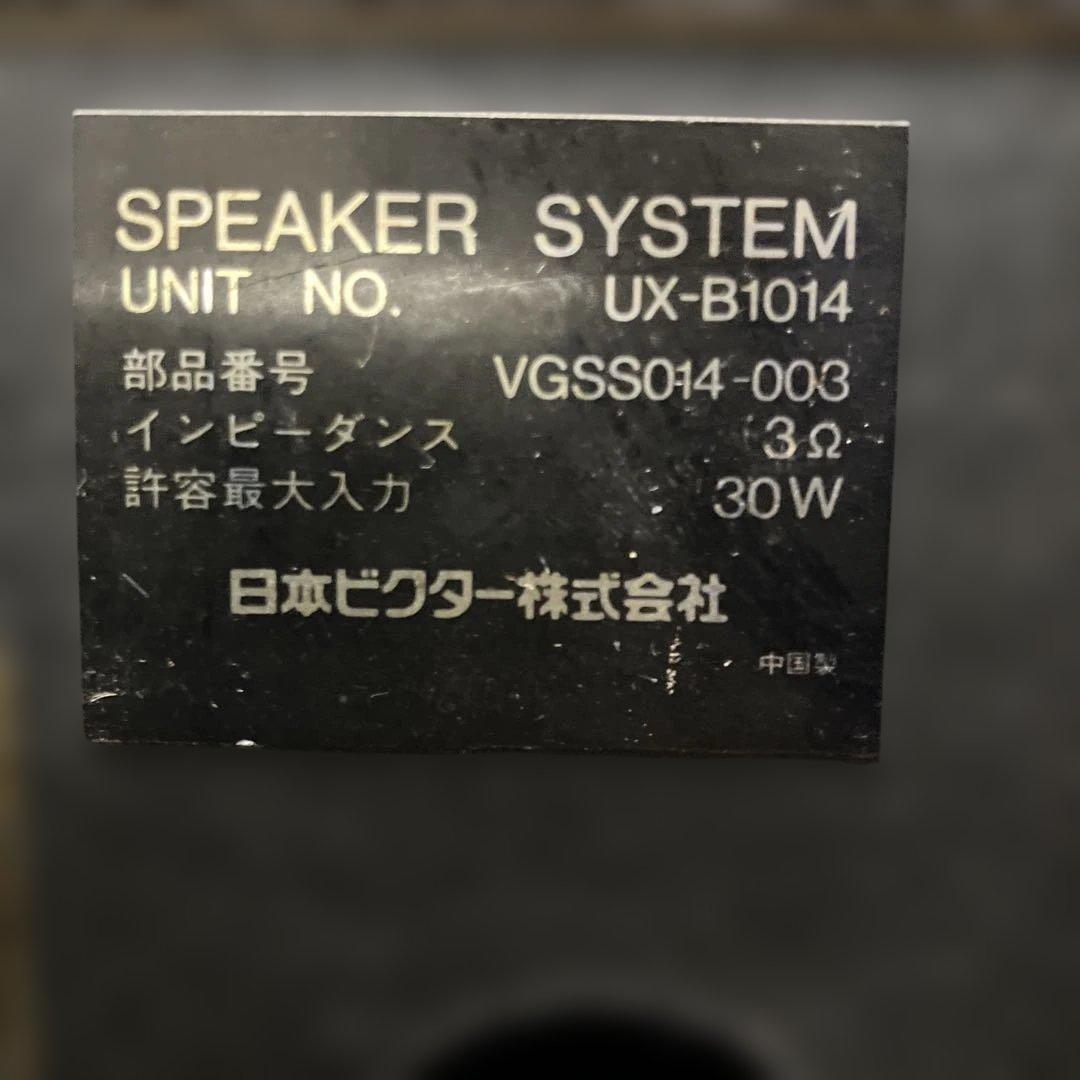 SPEAKER SYSTEM
UNIT NO. UX-B1014
部品番号 VGSS014-003
インピーダンス 3Ω
許容最大入力 30W
日本ビクター株式会社
中国製